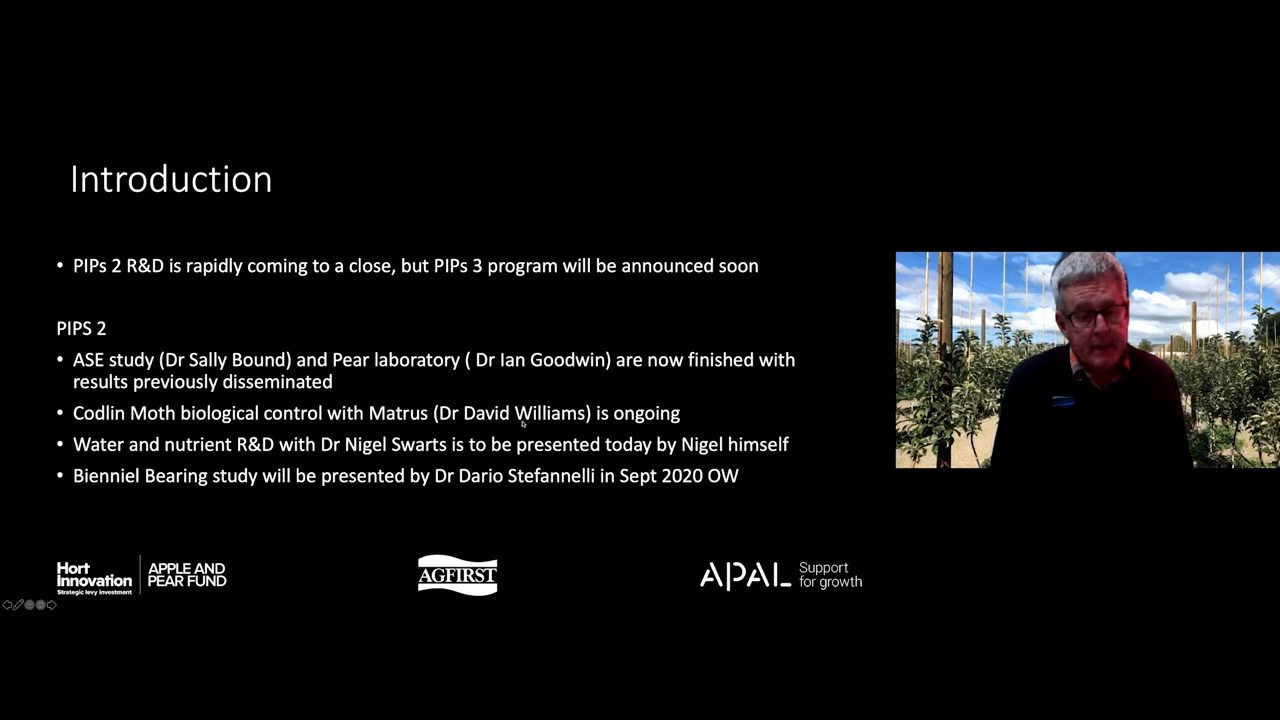 Introduction
• PIPs 2 R&D is rapidly coming to a close, but PIPs 3 program will be announced soon
PIPS 2
• ASE study (Dr Sally Bound) and Pear laboratory ( Dr Ian Goodwin) are now finished with
results previously disseminated
• Codlin Moth biological control with Matrus (Dr David Williams) is ongoing
• Water and nutrient R&D with Dr Nigel Swarts is to be presented today by Nigel himself
• Bienniel Bearing study will be presented by Dr Dario Stefannelli in Sept 2020 OW
Hort
Innovation
Strategic levy investment
APPLE AND
PEAR FUND
AGFIRST
APAL
Support
for growth